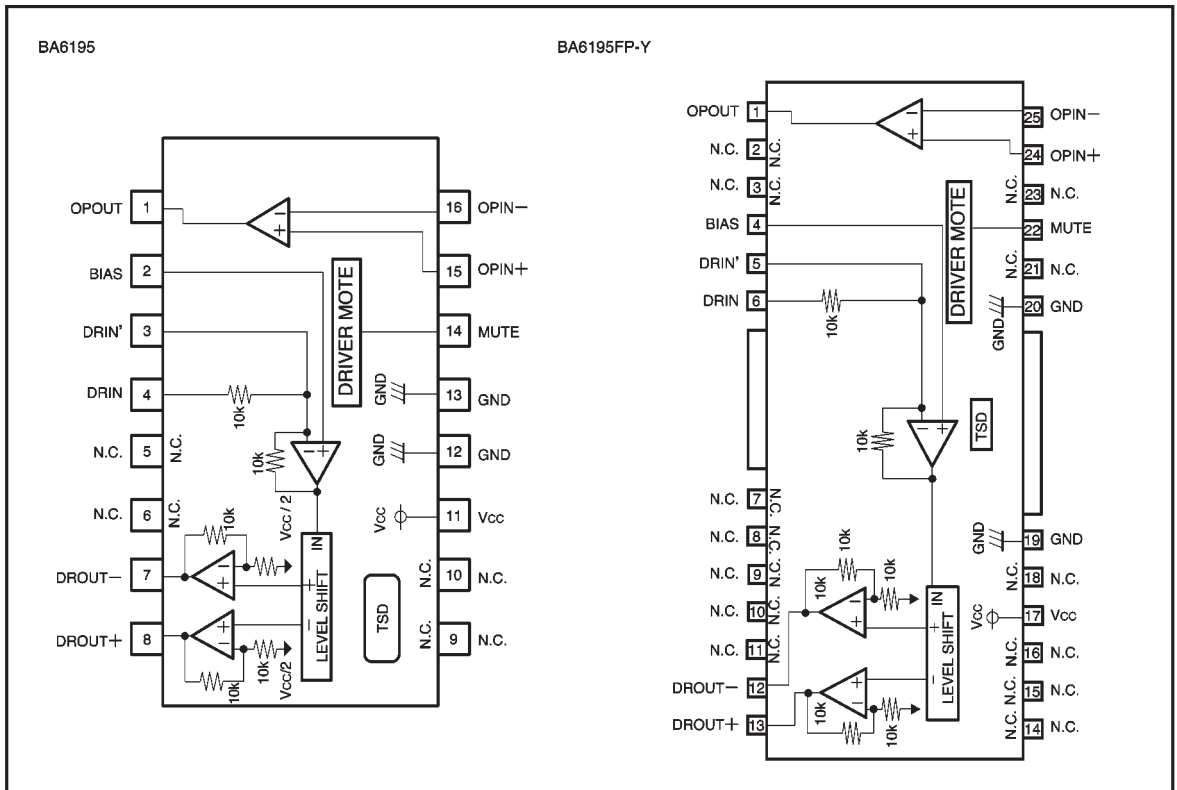 BA6195
OPOUT 1
BIAS 2
DRIN' 3
DRIN 4
N.C. 5 N.C.
N.C. 6 N.C.
DROUT− 7
DROUT+ 8
16 OPIN−
15 OPIN+
14 MUTE
GND 13 GND
GND 12 GND
Vcc 11 Vcc
N.C. 10 N.C.
N.C. 9 N.C.
− +
DRIVER MOTE
10k
10k
− +
Vcc / 2
IN
LEVEL SHIFT
+ −
10k
− +
+ −
10k
10k
Vcc/2
TSD
BA6195FP-Y
OPOUT 1
N.C. 2 N.C.
N.C. 3 N.C.
BIAS 4
DRIN' 5
DRIN 6
N.C. 7 N.C.
N.C. 8 N.C.
N.C. 9 N.C.
N.C. 10 N.C.
N.C. 11 N.C.
DROUT− 12
DROUT+ 13
25 OPIN−
24 OPIN+
N.C. 23 N.C.
22 MUTE
N.C. 21 N.C.
GND 20 GND
GND 19 GND
N.C. 18 N.C.
Vcc 17 Vcc
N.C. 16 N.C.
N.C. 15 N.C.
N.C. 14 N.C.
− +
DRIVER MOTE
10k
10k
− +
TSD
IN
LEVEL SHIFT
+ −
10k
10k
10k
− +
+ −
10k
10k